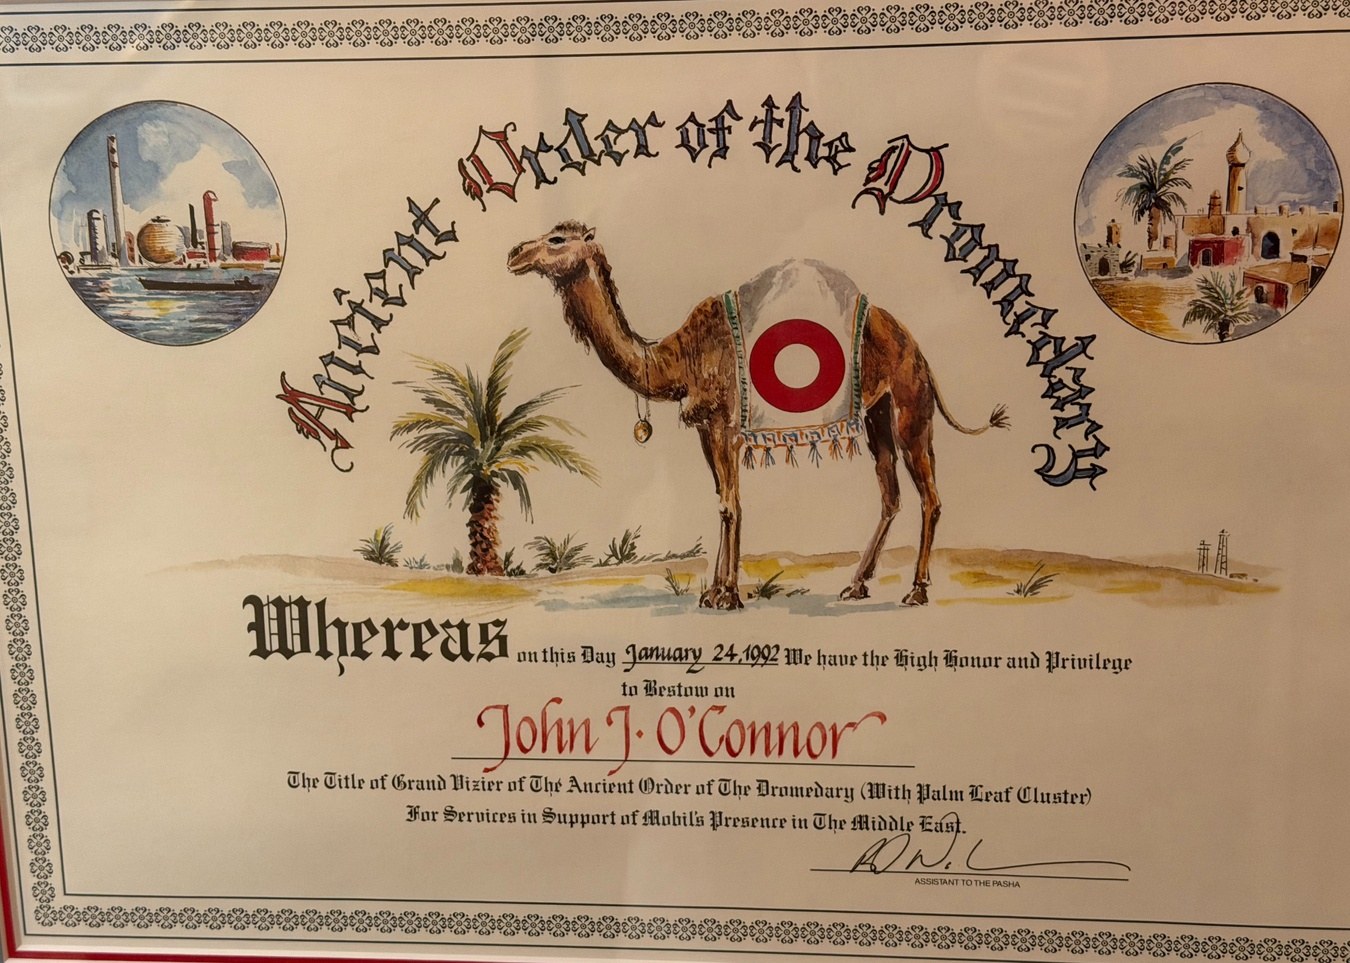 Ancient Order of the Dromedary
Whereas on this Day January 24, 1992 We have the High Honor and Privilege
to Bestow on
John J. O'Connor
The Title of Grand Vizier of The Ancient Order of The Dromedary (With Palm Leaf Cluster)
For Services in Support of Mobil's Presence in The Middle East.
ASSISTANT TO THE PASHA